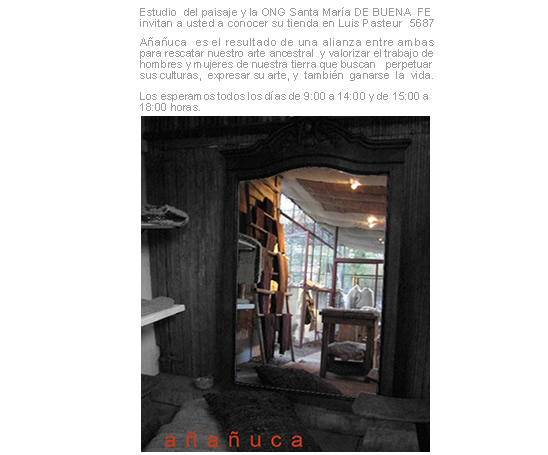 Estudio del paisaje y la ONG Santa María DE BUENA FE
invitan a usted a conocer su tienda en Luis Pasteur 5687
Añañuca es el resultado de una alianza entre ambas
para rescatar nuestro arte ancestral y valorizar el trabajo de
hombres y mujeres de nuestra tierra que buscan perpetuar
sus culturas, expresar su arte, y también ganarse la vida.
Los esperamos todos los días de 9:00 a 14:00 y de 15:00 a
18:00 horas.
añañuca